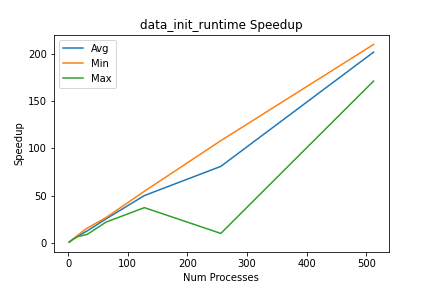 data_init_runtime Speedup
Avg
Min
Max
200
150
100
50
0
Speedup
0
100
200
300
400
500
Num Processes